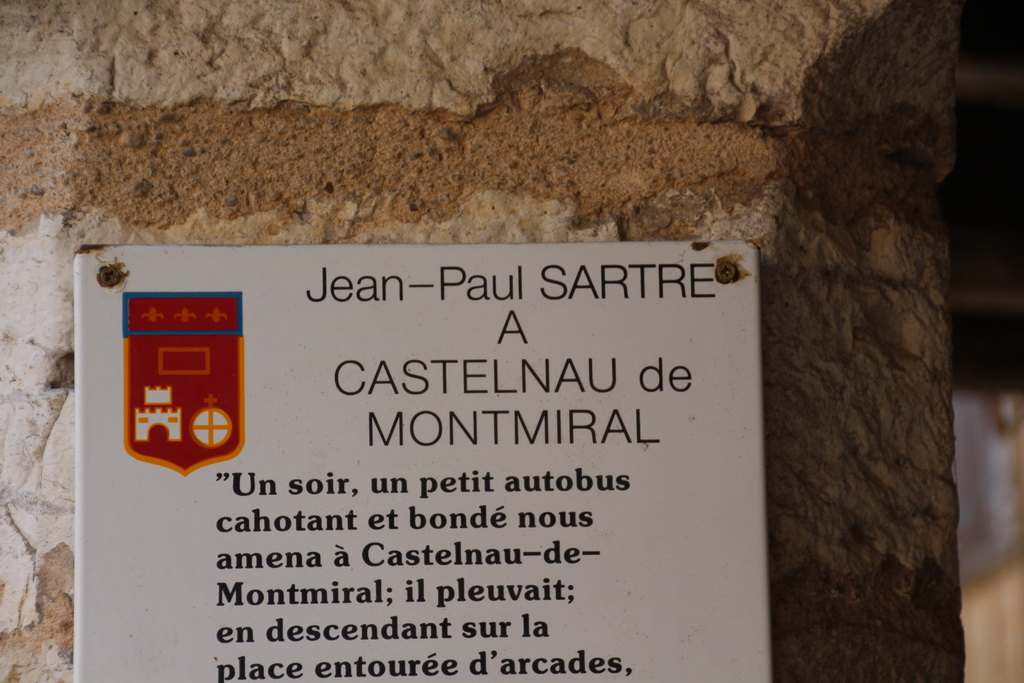 Jean–Paul SARTRE
A
CASTELNAU de
MONTMIRAL
"Un soir, un petit autobus
cahotant et bondé nous
amena à Castelnau–de–
Montmiral; il pleuvait;
en descendant sur la
place entourée d'arcades,